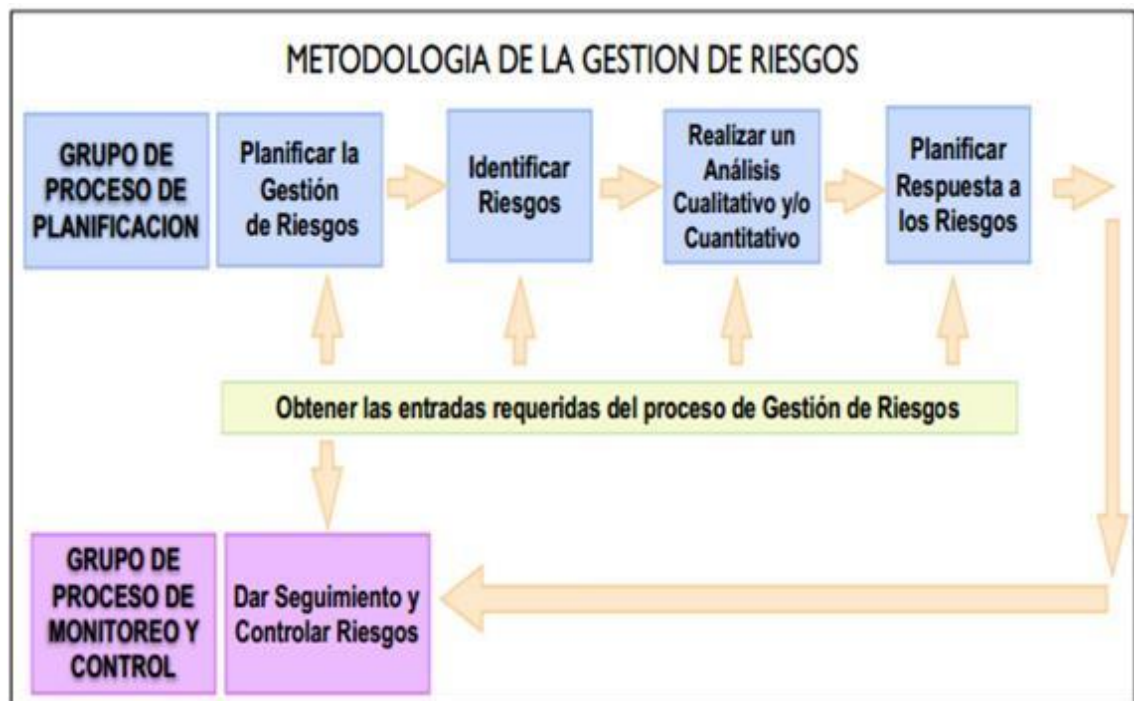 METODOLOGIA DE LA GESTION DE RIESGOS
GRUPO DE
PROCESO DE
PLANIFICACION
Planificar la
Gestión
de Riesgos
Identificar
Riesgos
Realizar un
Análisis
Cualitativo y/o
Cuantitativo
Planificar
Respuesta a
los Riesgos
Obtener las entradas requeridas del proceso de Gestión de Riesgos
GRUPO DE
PROCESO DE
MONITOREO Y
CONTROL
Dar Seguimiento y
Controlar Riesgos